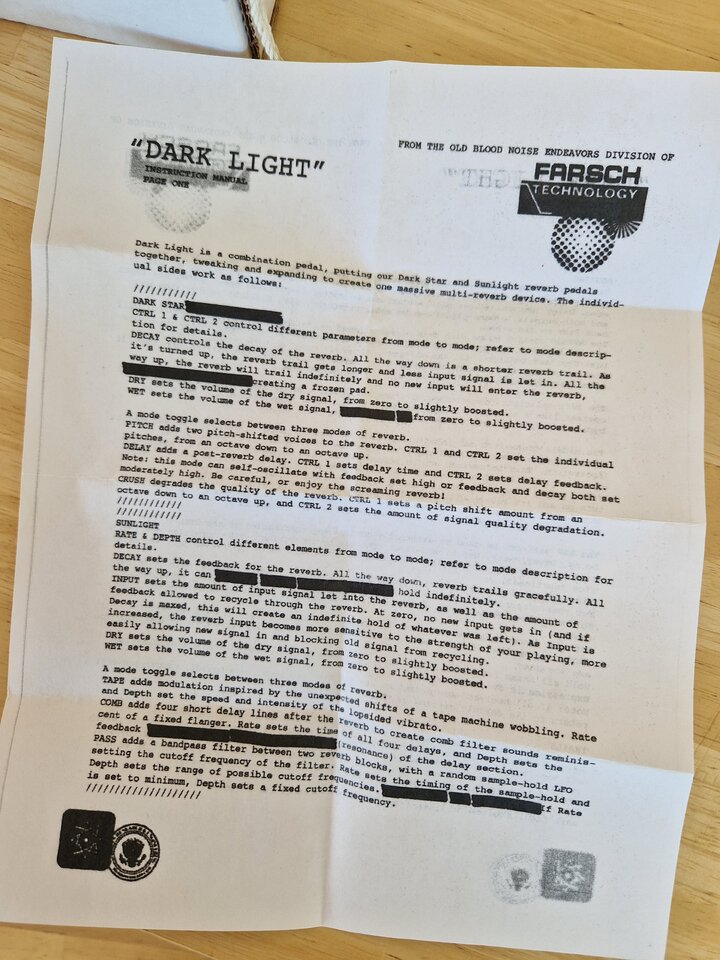 "DARK LIGHT"
INSTRUCTION MANUAL
PAGE ONE
FROM THE OLD BLOOD NOISE ENDEAVORS DIVISION OF
FARSCH
TECHNOLOGY
Dark Light is a combination pedal, putting our Dark Star and Sunlight reverb pedals
together, tweaking and expanding to create one massive multi-reverb device. The individ-
ual sides work as follows:
///////////
DARK STAR
CTRL 1 & CTRL 2 control different parameters from mode to mode; refer to mode descrip-
tion for details.
DECAY controls the decay of the reverb. All the way down is a shorter reverb trail. As
it's turned up, the reverb trail gets longer and less input signal is let in. All the
way up, the reverb will trail indefinitely and no new input will enter the reverb,
creating a frozen pad.
DRY sets the volume of the dry signal, from zero to slightly boosted.
WET sets the volume of the wet signal, from zero to slightly boosted.
A mode toggle selects between three modes of reverb.
PITCH adds two pitch-shifted voices to the reverb. CTRL 1 and CTRL 2 set the individual
pitches, from an octave down to an octave up.
DELAY adds a post-reverb delay. CTRL 1 sets delay time and CTRL 2 sets delay feedback.
Note: this mode can self-oscillate with feedback set high or feedback and decay both set
moderately high. Be careful, or enjoy the screaming reverb!
CRUSH degrades the quality of the reverb. CTRL 1 sets a pitch shift amount from an
octave down to an octave up, and CTRL 2 sets the amount of signal quality degradation.
///////////
///////////
SUNLIGHT
RATE & DEPTH control different elements from mode to mode; refer to mode description for
details.
DECAY sets the feedback for the reverb. All the way down, reverb trails gracefully. All
the way up, it can hold indefinitely.
INPUT sets the amount of input signal let into the reverb, as well as the amount of
feedback allowed to recycle through the reverb. At zero, no new input gets in (and if
Decay is maxed, this will create an indefinite hold of whatever was left). As Input is
increased, the reverb input becomes more sensitive to the strength of your playing, more
easily allowing new signal in and blocking old signal from recycling.
DRY sets the volume of the dry signal, from zero to slightly boosted.
WET sets the volume of the wet signal, from zero to slightly boosted.
A mode toggle selects between three modes of reverb.
TAPE adds modulation inspired by the unexpected shifts of a tape machine wobbling. Rate
and Depth set the speed and intensity of the lopsided vibrato.
COMB adds four short delay lines after the reverb to create comb filter sounds reminis-
cent of a fixed flanger. Rate sets the time of all four delays, and Depth sets the
feedback (resonance) of the delay section.
PASS adds a bandpass filter between two reverb blocks, with a random sample-hold LFO
setting the cutoff frequency of the filter. Rate sets the timing of the sample-hold and
Depth sets the range of possible cutoff frequencies. If Rate
is set to minimum, Depth sets a fixed cutoff frequency.
/////////////////////